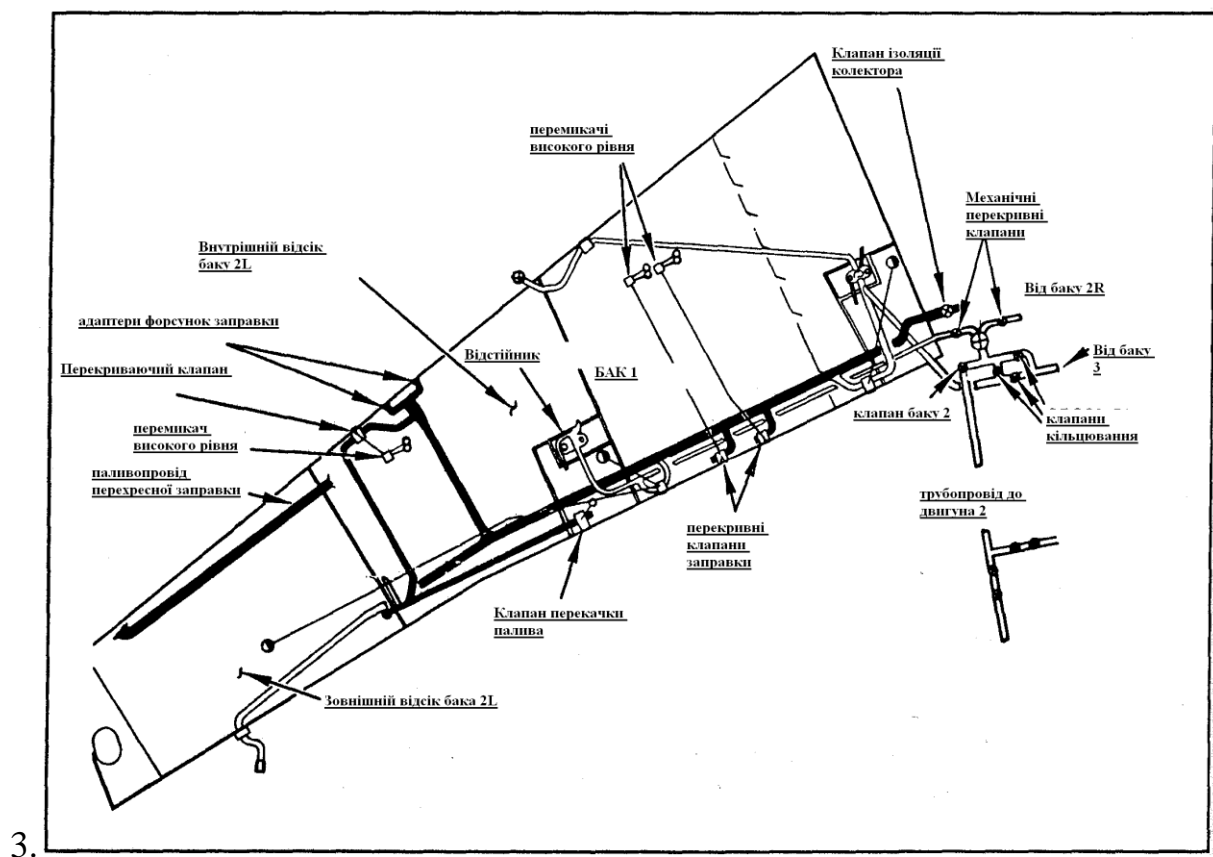 Клапан ізоляції
колектора
перемикачі
високого рівня
Механічні
перекривні
клапани
Внутрішній відсік
баку 2L
Від баку 2R
адаптери форсунок заправки
Відстійник
Від баку
3
Перекриваючий клапан
БАК 1
клапан баку 2
клапани
кільцювання
перемикач
високого рівня
паливопровід
перехресної заправки
трубопровід до
двигуна 2
перекривні
клапани
заправки
Клапан перекачки
палива
Зовнішній відсік бака 2L
3.